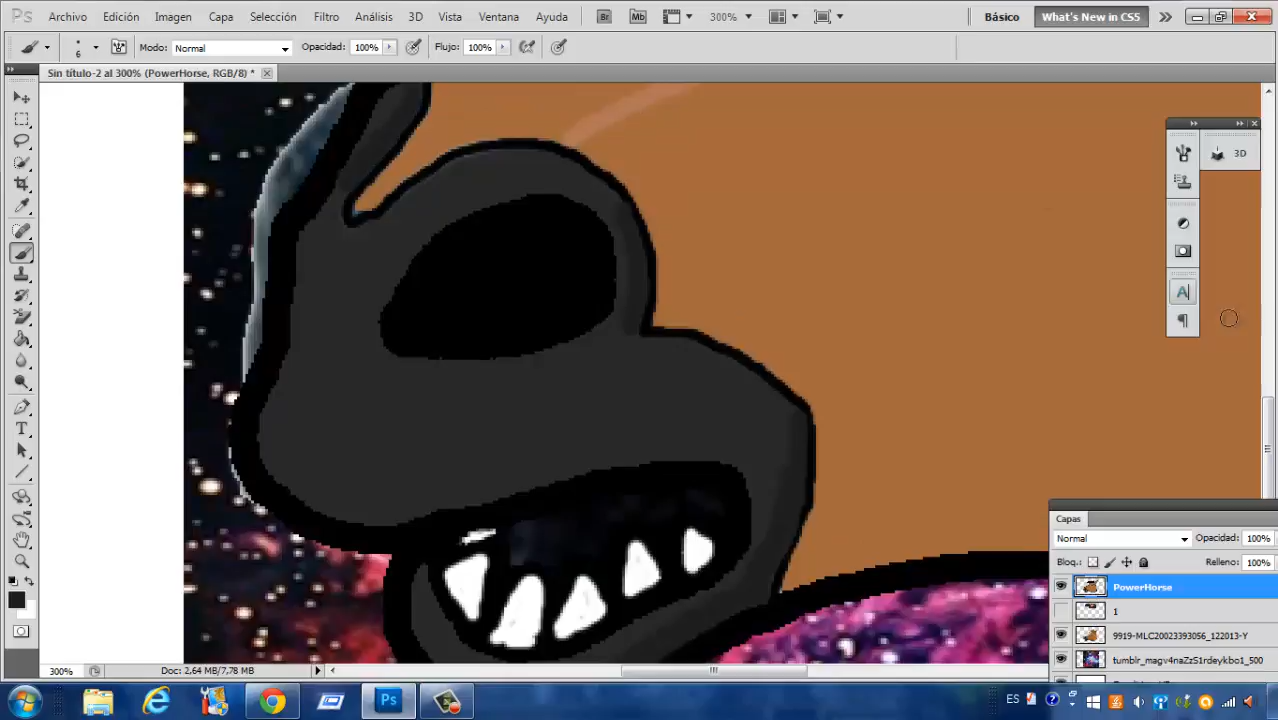 Ps Archivo Edición Imagen Capa Selección Filtro Análisis 3D Vista Ventana Ayuda Br Mb 300% Básico What's New in CS5
6 Modo: Normal Opacidad: 100% Flujo: 100%
Sin título-2 al 300% (PowerHorse, RGB/8) *
3D
Capas
Normal Opacidad: 100%
Bloq.: Relleno: 100%
PowerHorse
1
9919-MLC20023393056_122013-Y
tumblr_magv4naZzS1rdeykbo1_500
300% Doc: 2,64 MB/7,78 MB
Ps ES